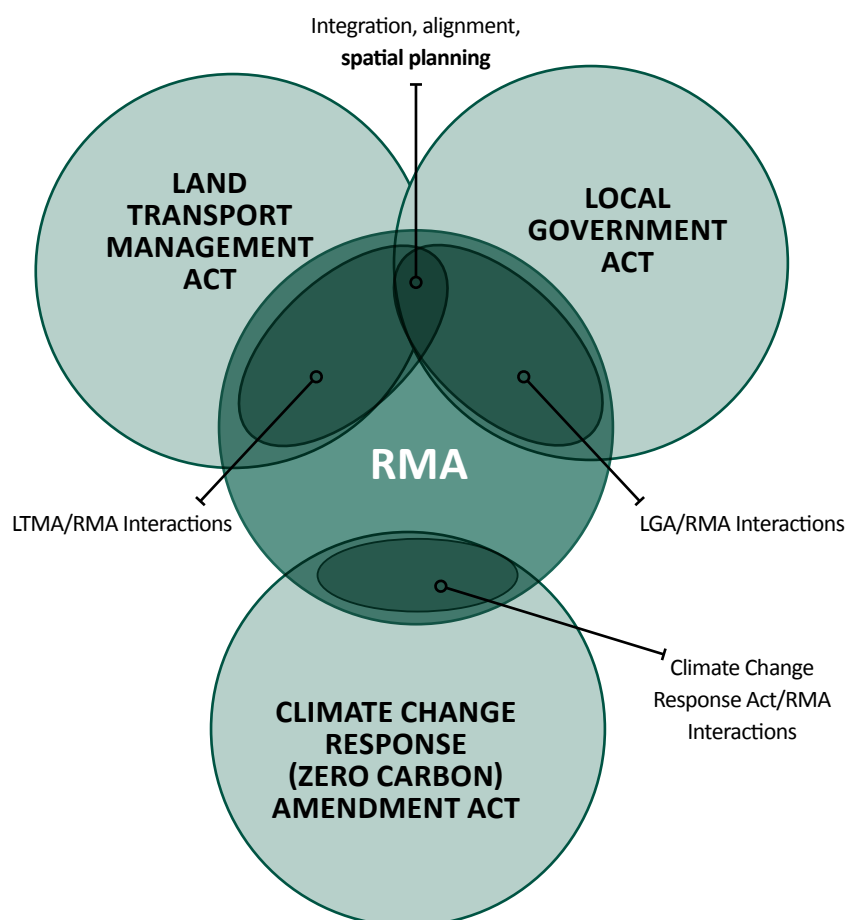 Integration, alignment,
spatial planning
LAND
TRANSPORT
MANAGEMENT
ACT
LOCAL
GOVERNMENT
ACT
RMA
LTMA/RMA Interactions
LGA/RMA Interactions
Climate Change
Response Act/RMA
Interactions
CLIMATE CHANGE
RESPONSE
(ZERO CARBON)
AMENDMENT ACT